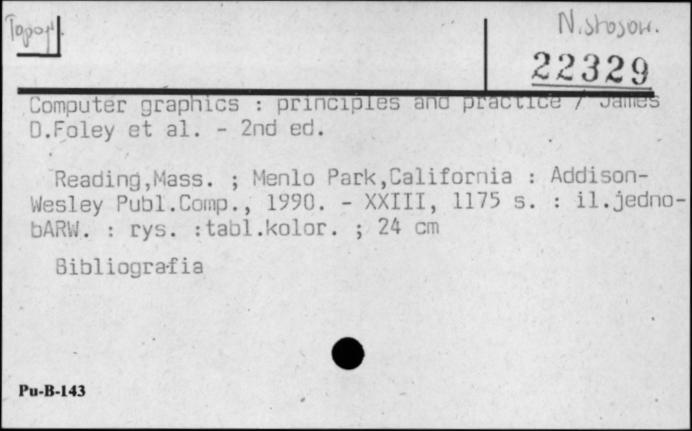 Topogr.
N. stosow.
22329
Computer graphics : principles and practice / James
D.Foley et al. - 2nd ed.
Reading,Mass. ; Menlo Park,California : Addison-
Wesley Publ.Comp., 1990. - XXIII, 1175 s. : il.jedno-
bARW. : rys. :tabl.kolor. ; 24 cm
Bibliografia
Pu-B-143